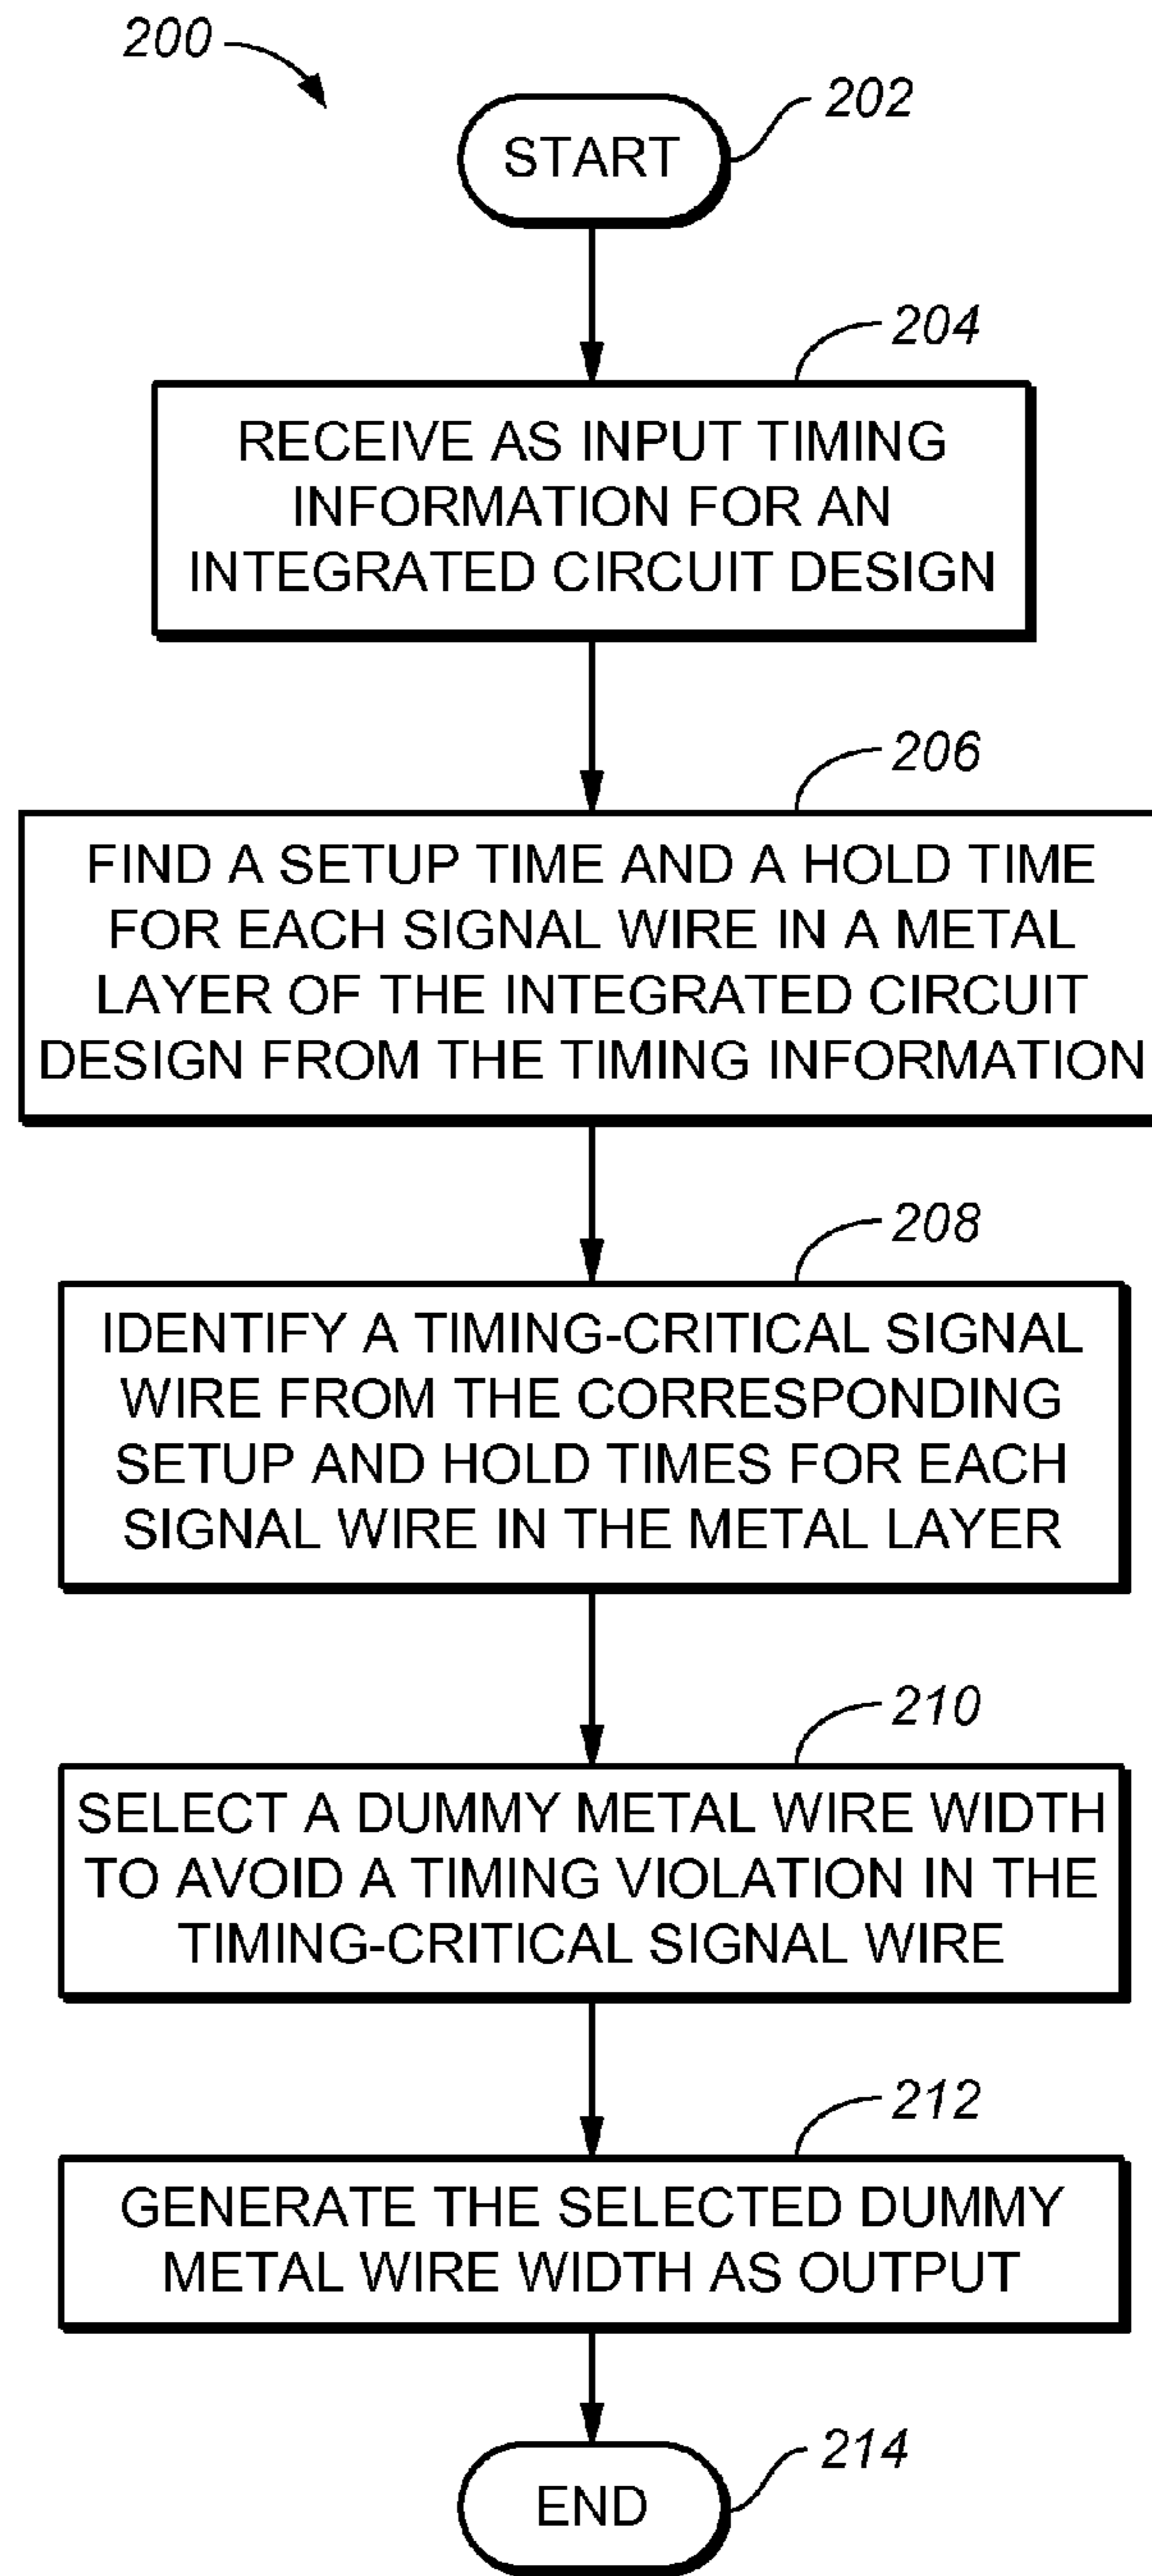 200
202
START
204
RECEIVE AS INPUT TIMING
INFORMATION FOR AN
INTEGRATED CIRCUIT DESIGN
206
FIND A SETUP TIME AND A HOLD TIME
FOR EACH SIGNAL WIRE IN A METAL
LAYER OF THE INTEGRATED CIRCUIT
DESIGN FROM THE TIMING INFORMATION
208
IDENTIFY A TIMING-CRITICAL SIGNAL
WIRE FROM THE CORRESPONDING
SETUP AND HOLD TIMES FOR EACH
SIGNAL WIRE IN THE METAL LAYER
210
SELECT A DUMMY METAL WIRE WIDTH
TO AVOID A TIMING VIOLATION IN THE
TIMING-CRITICAL SIGNAL WIRE
212
GENERATE THE SELECTED DUMMY
METAL WIRE WIDTH AS OUTPUT
214
END